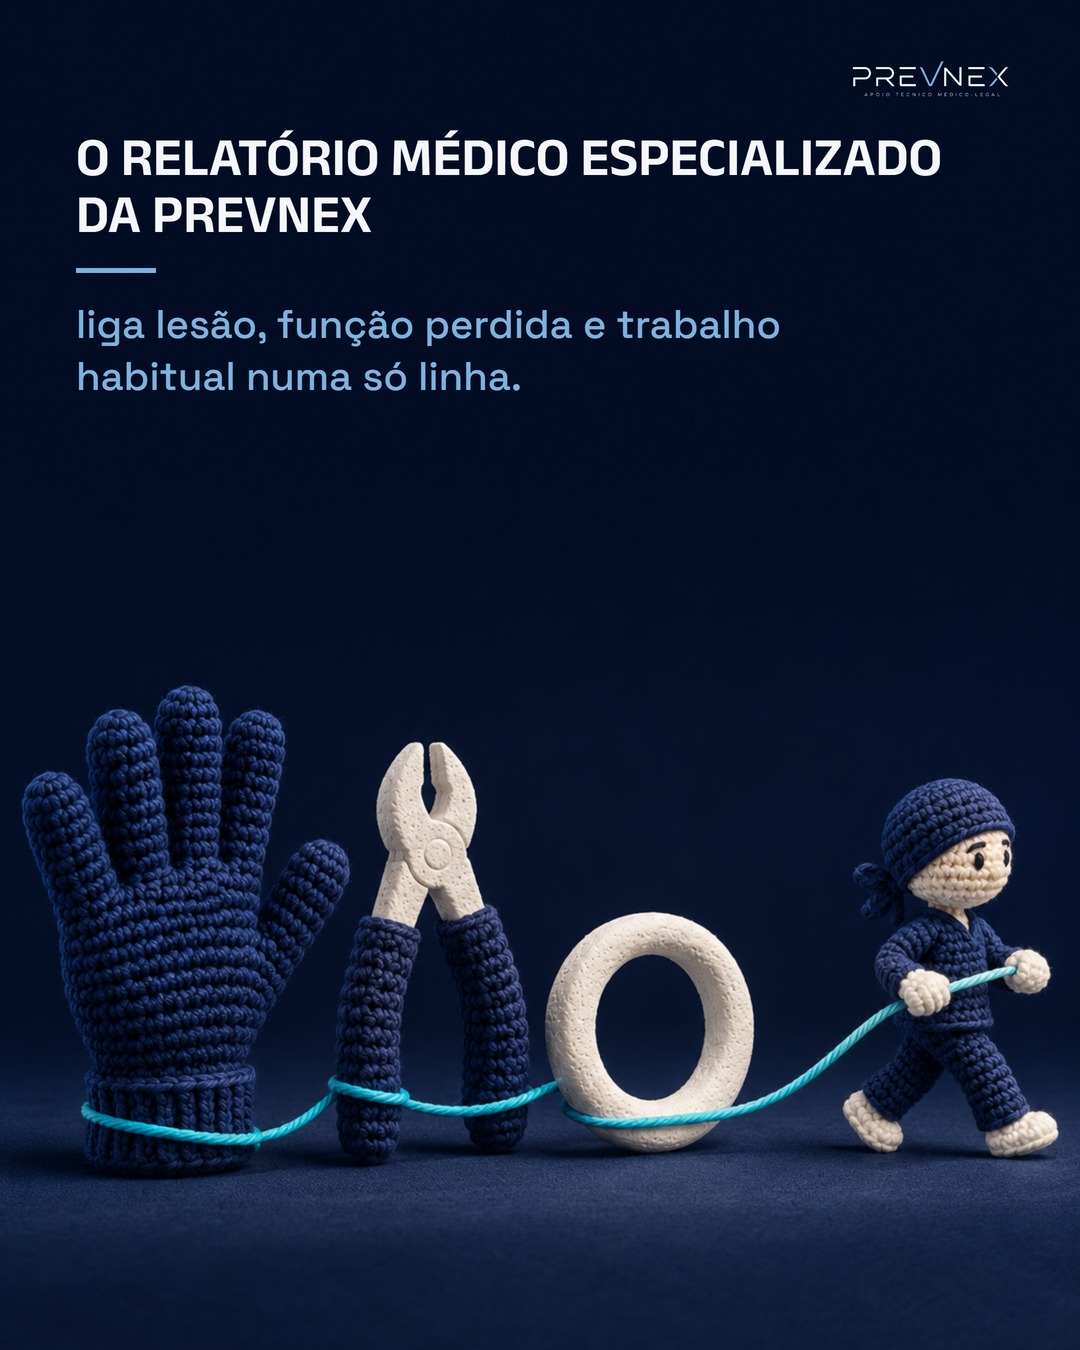 PREVNEX
APOIO TÉCNICO MÉDICO-LEGAL
O RELATÓRIO MÉDICO ESPECIALIZADO
DA PREVNEX
liga lesão, função perdida e trabalho
habitual numa só linha.